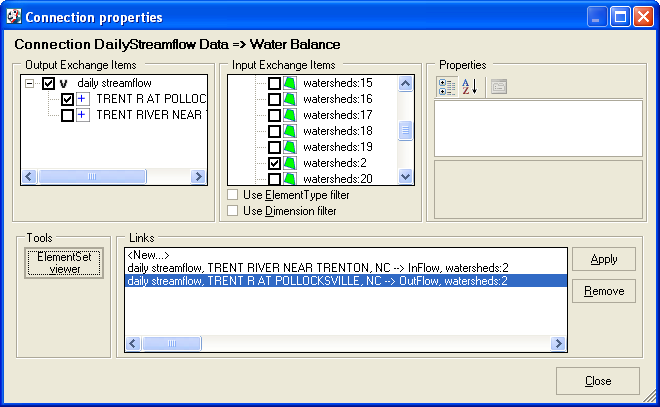 Connection properties
Connection DailyStreamflow Data => Water Balance
Output Exchange Items
daily streamflow
TRENT R AT POLLOC
TRENT RIVER NEAR
Input Exchange Items
watersheds:15
watersheds:16
watersheds:17
watersheds:18
watersheds:19
watersheds:2
watersheds:20
Use ElementType filter
Use Dimension filter
Properties
Tools
ElementSet
viewer
Links
<New...>
daily streamflow, TRENT RIVER NEAR TRENTON, NC --> InFlow, watersheds:2
daily streamflow, TRENT R AT POLLOCKSVILLE, NC --> OutFlow, watersheds:2
Apply
Remove
Close